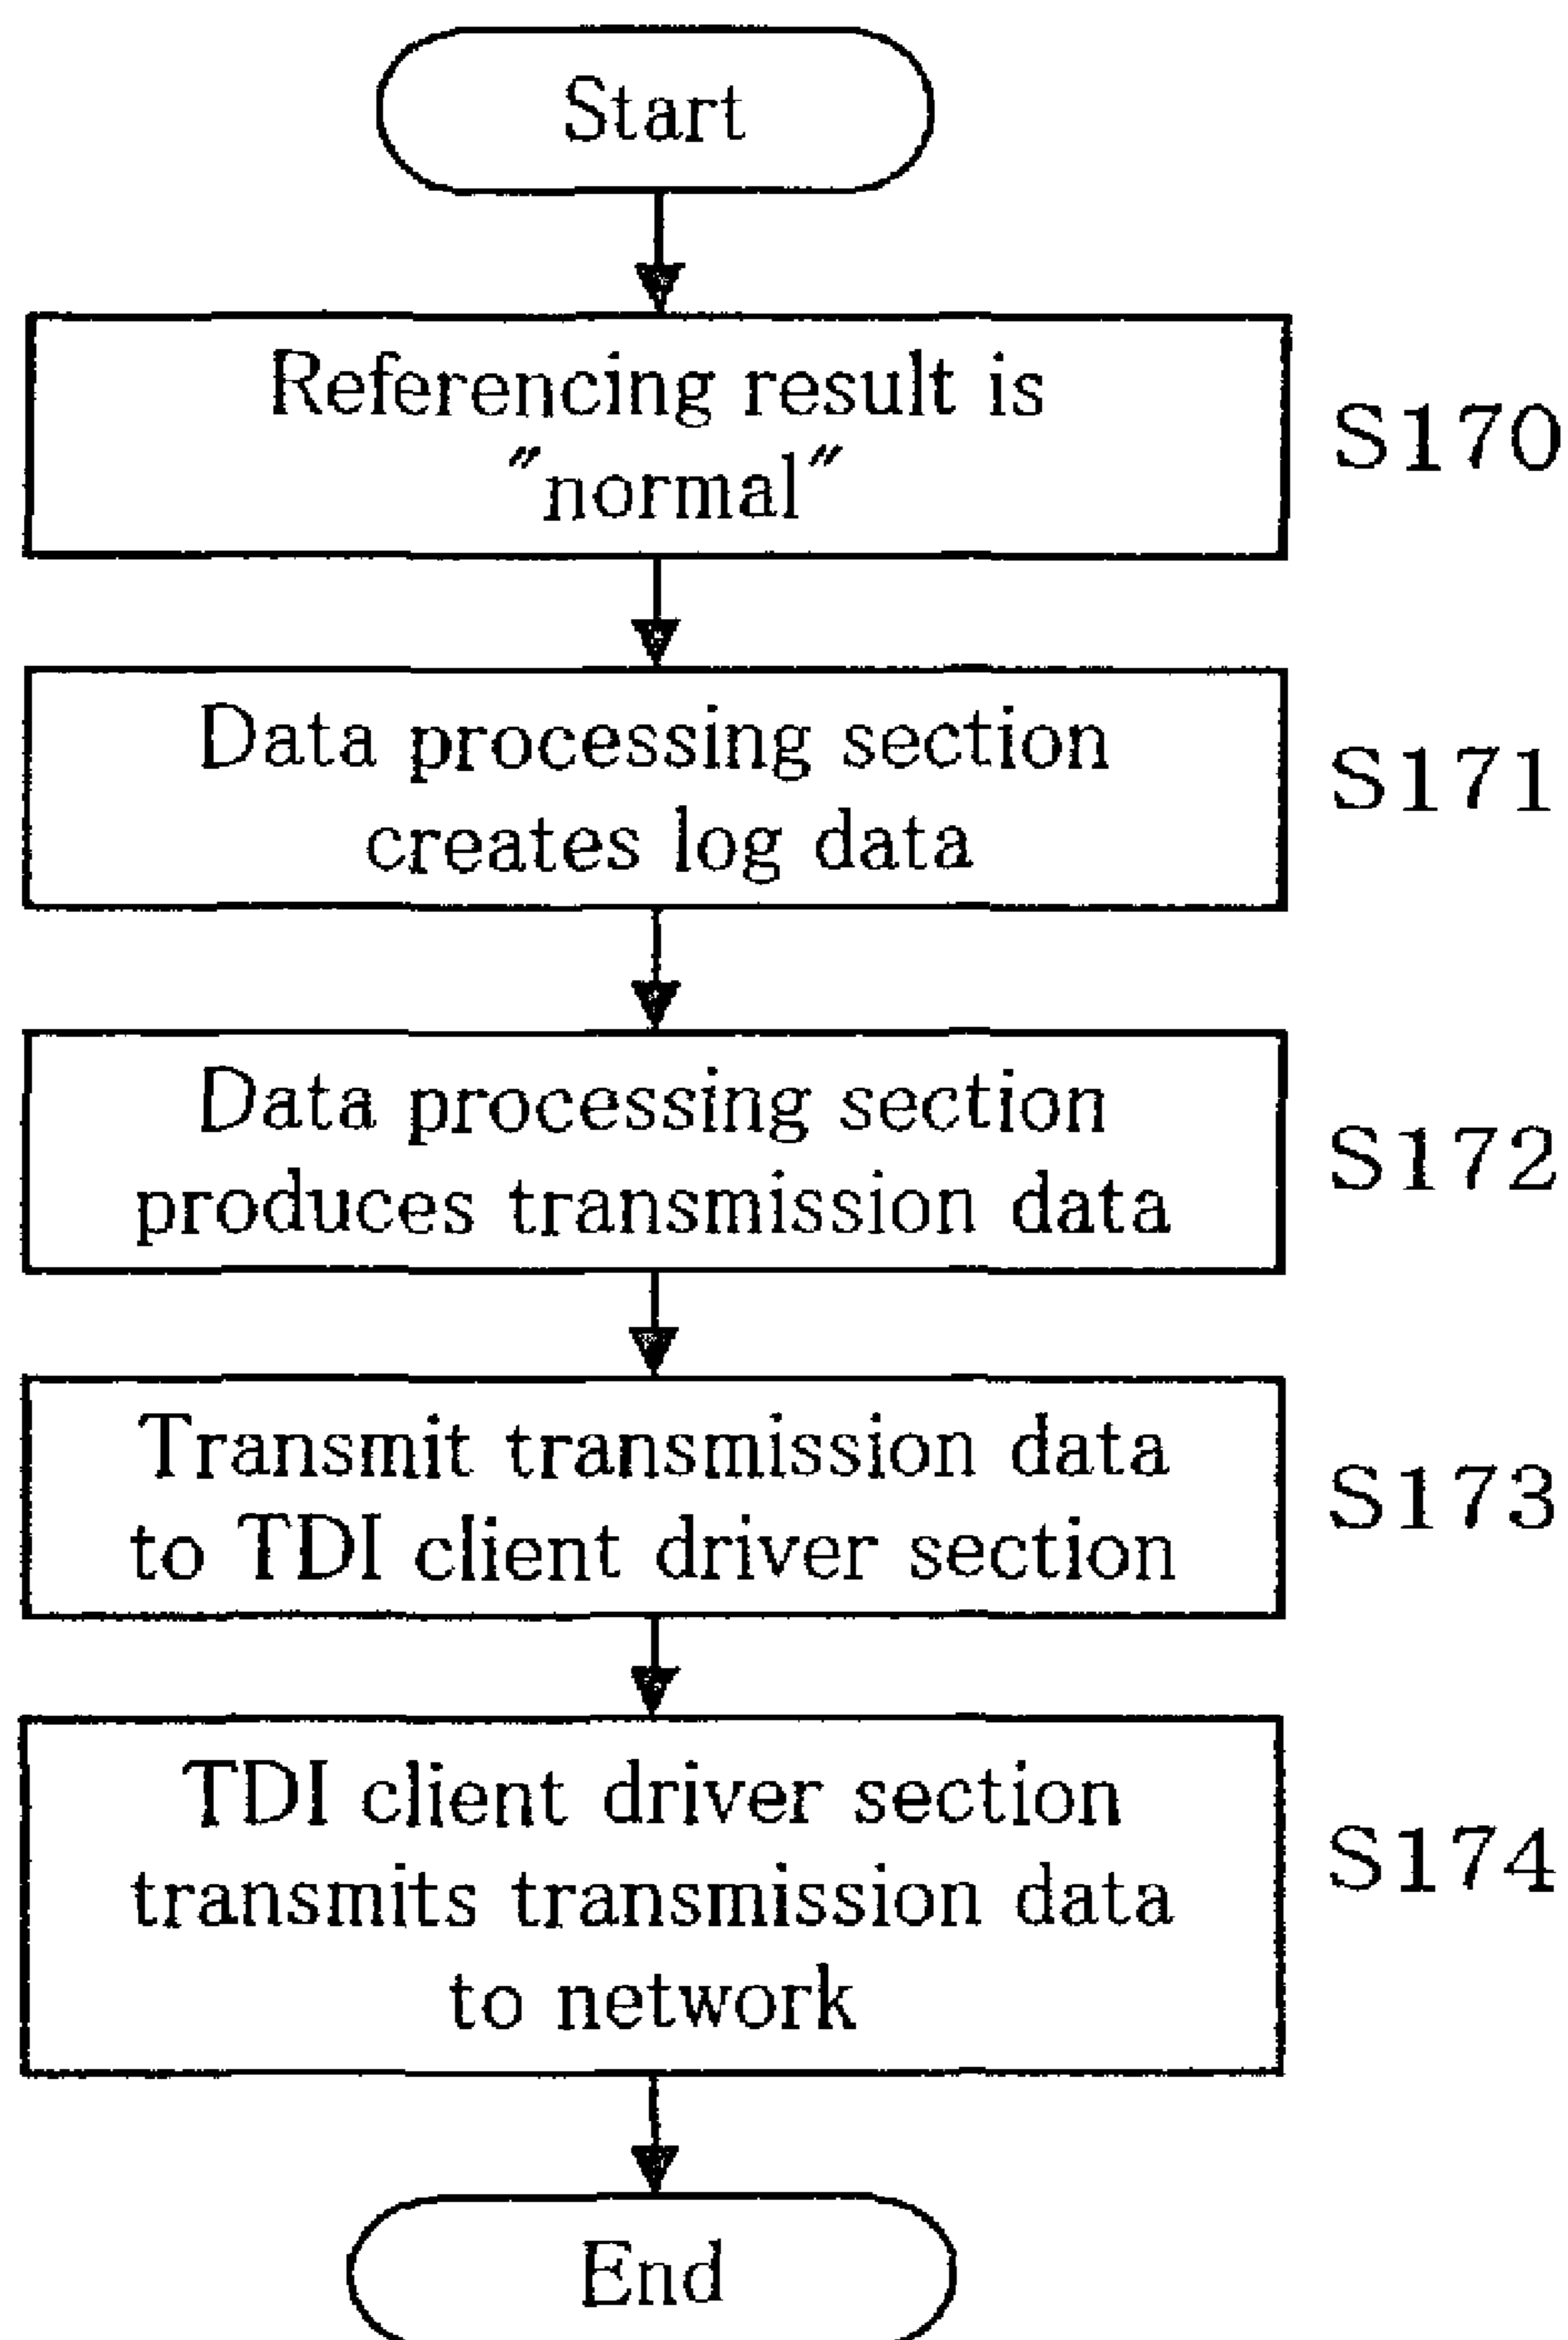 Start
Referencing result is
"normal"
S170
Data processing section
creates log data
S171
Data processing section
produces transmission data
S172
Transmit transmission data
to TDI client driver section
S173
TDI client driver section
transmits transmission data
to network
S174
End